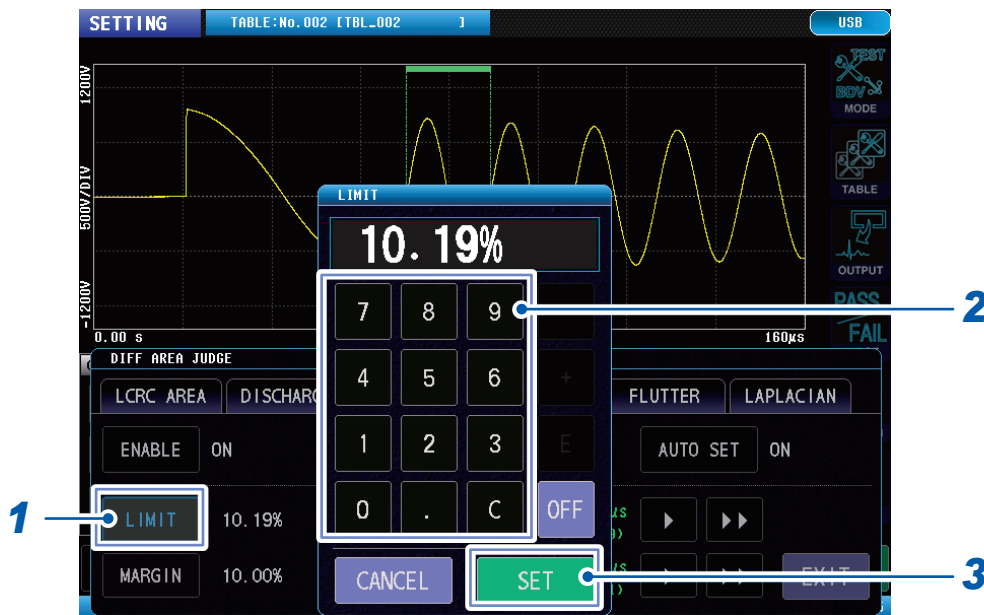 SETTING
TABLE:No.002 [TBL_002 ]
USB
1200V
500V/DIV
-1200V
0.00 s
160µs
TEST
BDV
MODE
TABLE
OUTPUT
PASS
FAIL
LIMIT
10.19%
7 8 9
4 5 6 +
1 2 3 E
0 . C OFF
CANCEL SET
DIFF AREA JUDGE
LCRC AREA
FLUTTER
LAPLACIAN
ENABLE ON
AUTO SET ON
LIMIT 10.19%
MARGIN 10.00%
EXIT
1
2
3